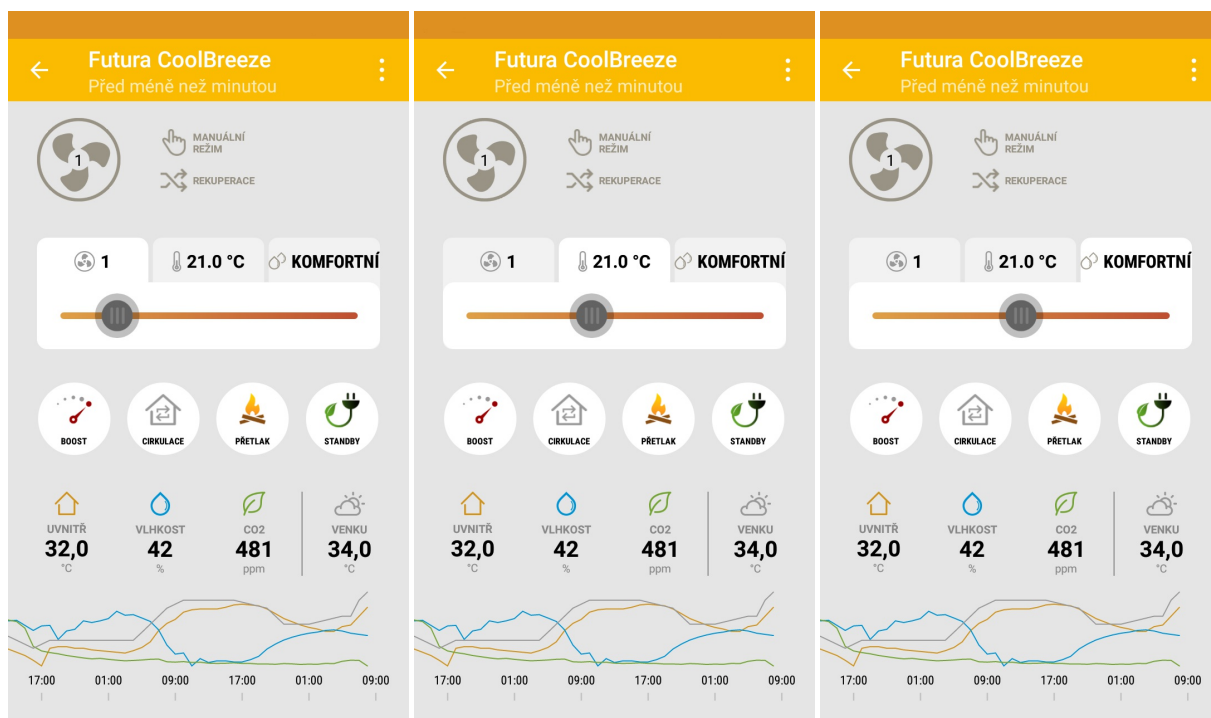 Futura CoolBreeze
Před méně než minutou
1
MANUÁLNÍ
REŽIM
REKUPERACE
1
21.0 °C
KOMFORTNÍ
BOOST
CIRKULACE
PŘETLAK
STANDBY
UVNITŘ
VLHKOST
CO2
VENKU
32,0
42
481
34,0
°C
%
ppm
°C
17:00
01:00
09:00
17:00
01:00
09:00
Futura CoolBreeze
Před méně než minutou
1
MANUÁLNÍ
REŽIM
REKUPERACE
1
21.0 °C
KOMFORTNÍ
BOOST
CIRKULACE
PŘETLAK
STANDBY
UVNITŘ
VLHKOST
CO2
VENKU
32,0
42
481
34,0
°C
%
ppm
°C
17:00
01:00
09:00
17:00
01:00
09:00
Futura CoolBreeze
Před méně než minutou
1
MANUÁLNÍ
REŽIM
REKUPERACE
1
21.0 °C
KOMFORTNÍ
BOOST
CIRKULACE
PŘETLAK
STANDBY
UVNITŘ
VLHKOST
CO2
VENKU
32,0
42
481
34,0
°C
%
ppm
°C
17:00
01:00
09:00
17:00
01:00
09:00